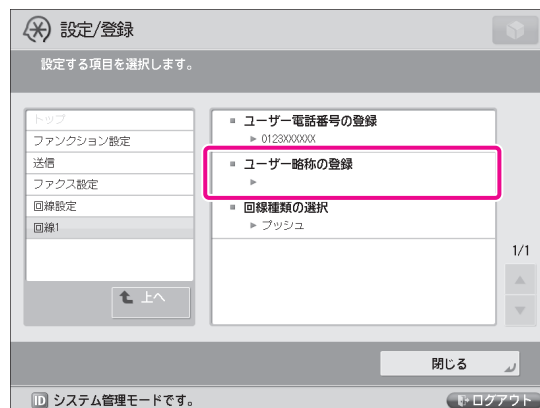 設定/登録
設定する項目を選択します。
トップ
ファンクション設定
送信
ファクス設定
回線設定
回線1
上へ
ユーザー電話番号の登録
0123XXXXXX
ユーザー略称の登録
回線種類の選択
プッシュ
1/1
閉じる
ID システム管理モードです。
ログアウト